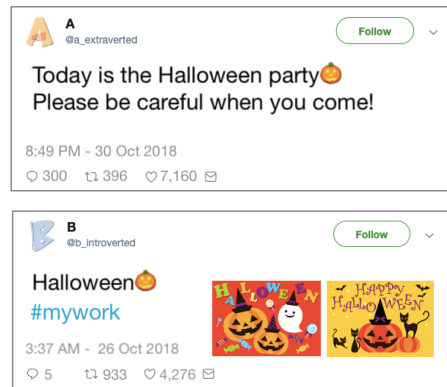 A
A
@a_extraverted
Follow
Today is the Halloween party🎃
Please be careful when you come!
8:49 PM - 30 Oct 2018
300 396 7,160
B
B
@b_introverted
Follow
Halloween🎃
#mywork
HALLOWEEN
HAPPY
HALLOWEEN
3:37 AM - 26 Oct 2018
5 933 4,276